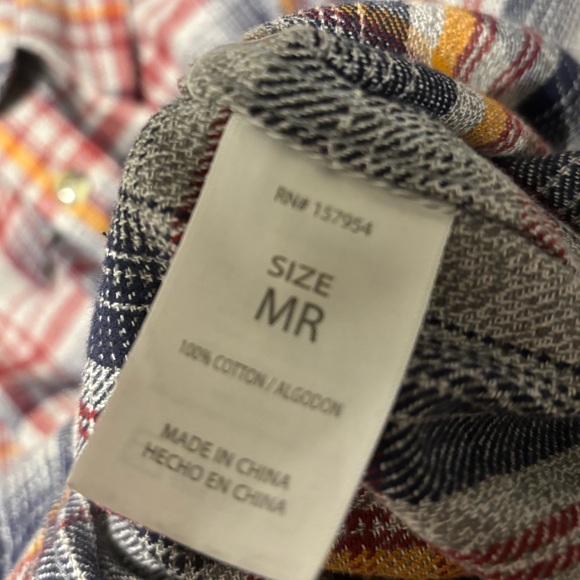 RN# 157954
SIZE
MR
100% COTTON / ALGODON
MADE IN CHINA
HECHO EN CHINA